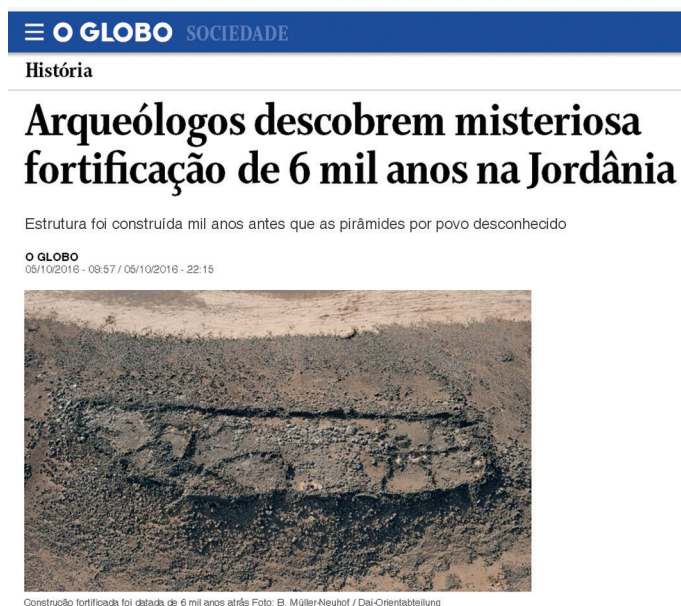 O GLOBO SOCIEDADE
História
Arqueólogos descobrem misteriosa
fortificação de 6 mil anos na Jordânia
Estrutura foi construída mil anos antes que as pirâmides por povo desconhecido
O GLOBO
05/10/2016 - 09:57 / 05/10/2016 - 22:15
Construção fortificada foi datada de 6 mil anos atrás Foto: B. Müller-Neuhof / Dai-Orientabteilung